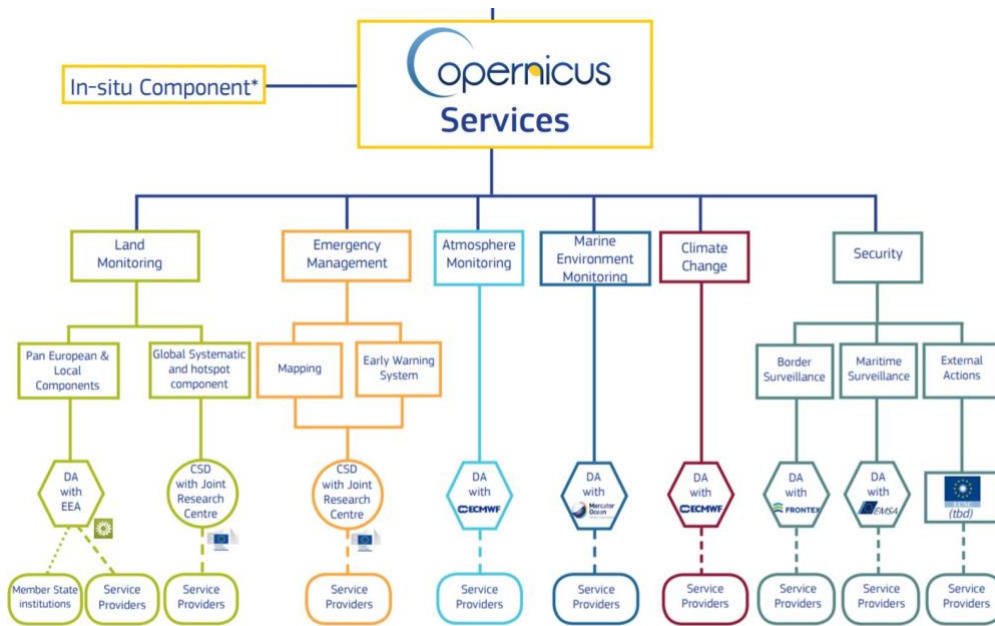 Copernicus
Services
In-situ Component*
Land
Monitoring
Emergency
Management
Atmosphere
Monitoring
Marine
Environment
Monitoring
Climate
Change
Security
Pan European &
Local
Components
Global Systematic
and hotspot
component
Mapping
Early Warning
System
Border
Surveillance
Maritime
Surveillance
External
Actions
DA
with
EEA
CSD
with Joint
Research
Centre
CSD
with Joint
Research
Centre
DA
with
ECMWF
DA
with
Mercator
Ocean
DA
with
ECMWF
DA
with
FRONTEX
DA
with
EMSA
(tbd)
Member State
institutions
Service
Providers
Service
Providers
Service
Providers
Service
Providers
Service
Providers
Service
Providers
Service
Providers
Service
Providers
Service
Providers